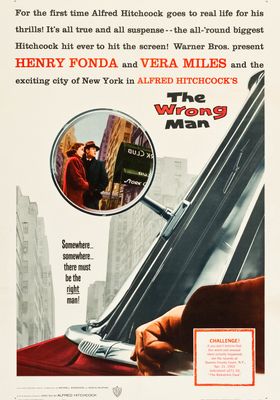 For the first time Alfred Hitchcock goes to real life for his
thrills! It's all true and all suspense--the all-'round biggest
Hitchcock hit ever to hit the screen! Warner Bros. present
HENRY FONDA and VERA MILES and the
exciting city of New York in ALFRED HITCHCOCK'S
The
Wrong
Man
Somewhere...
somewhere...
there must
be the
right
man!
CHALLENGE!
ALFRED HITCHCOCK
WB